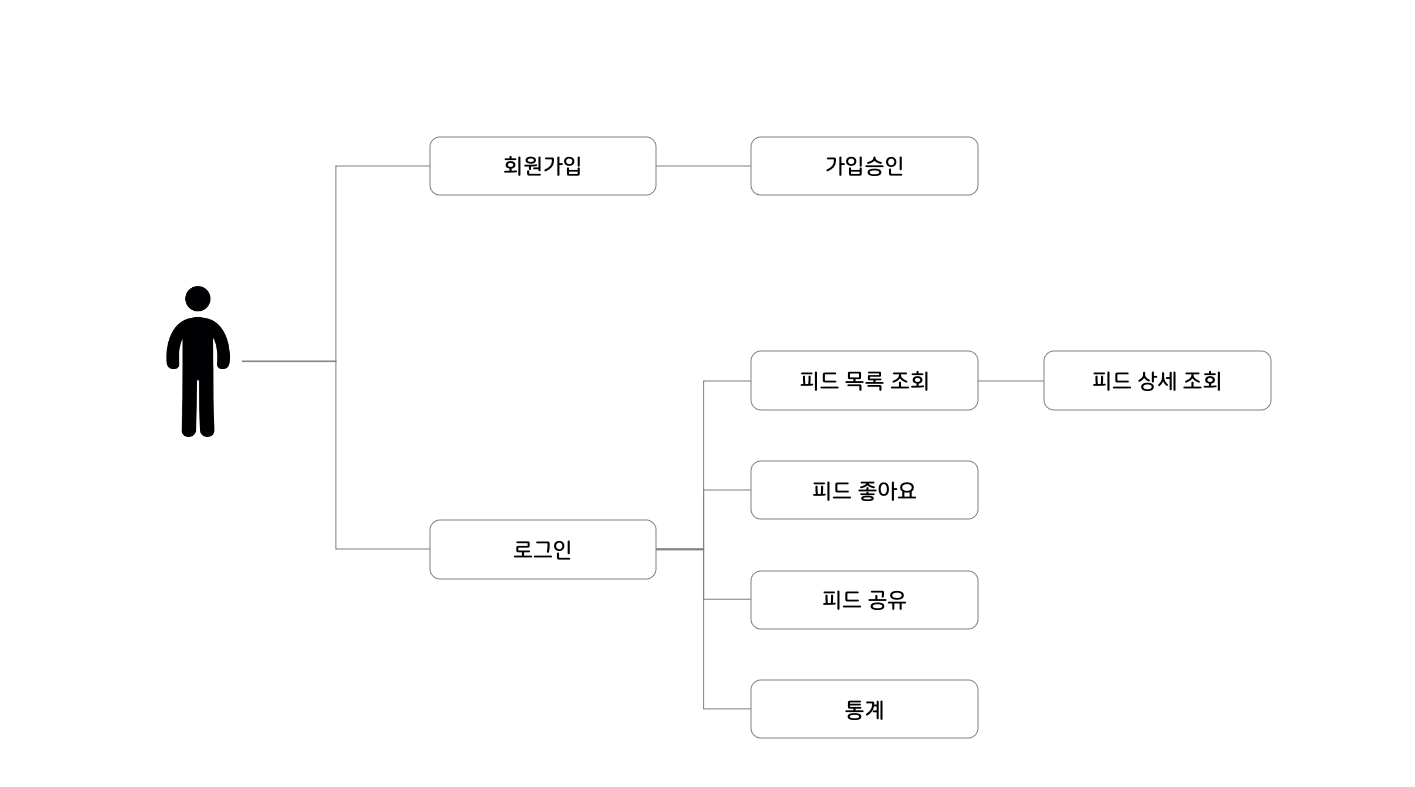 회원가입
가입승인
피드 목록 조회
피드 상세 조회
피드 좋아요
로그인
피드 공유
통계